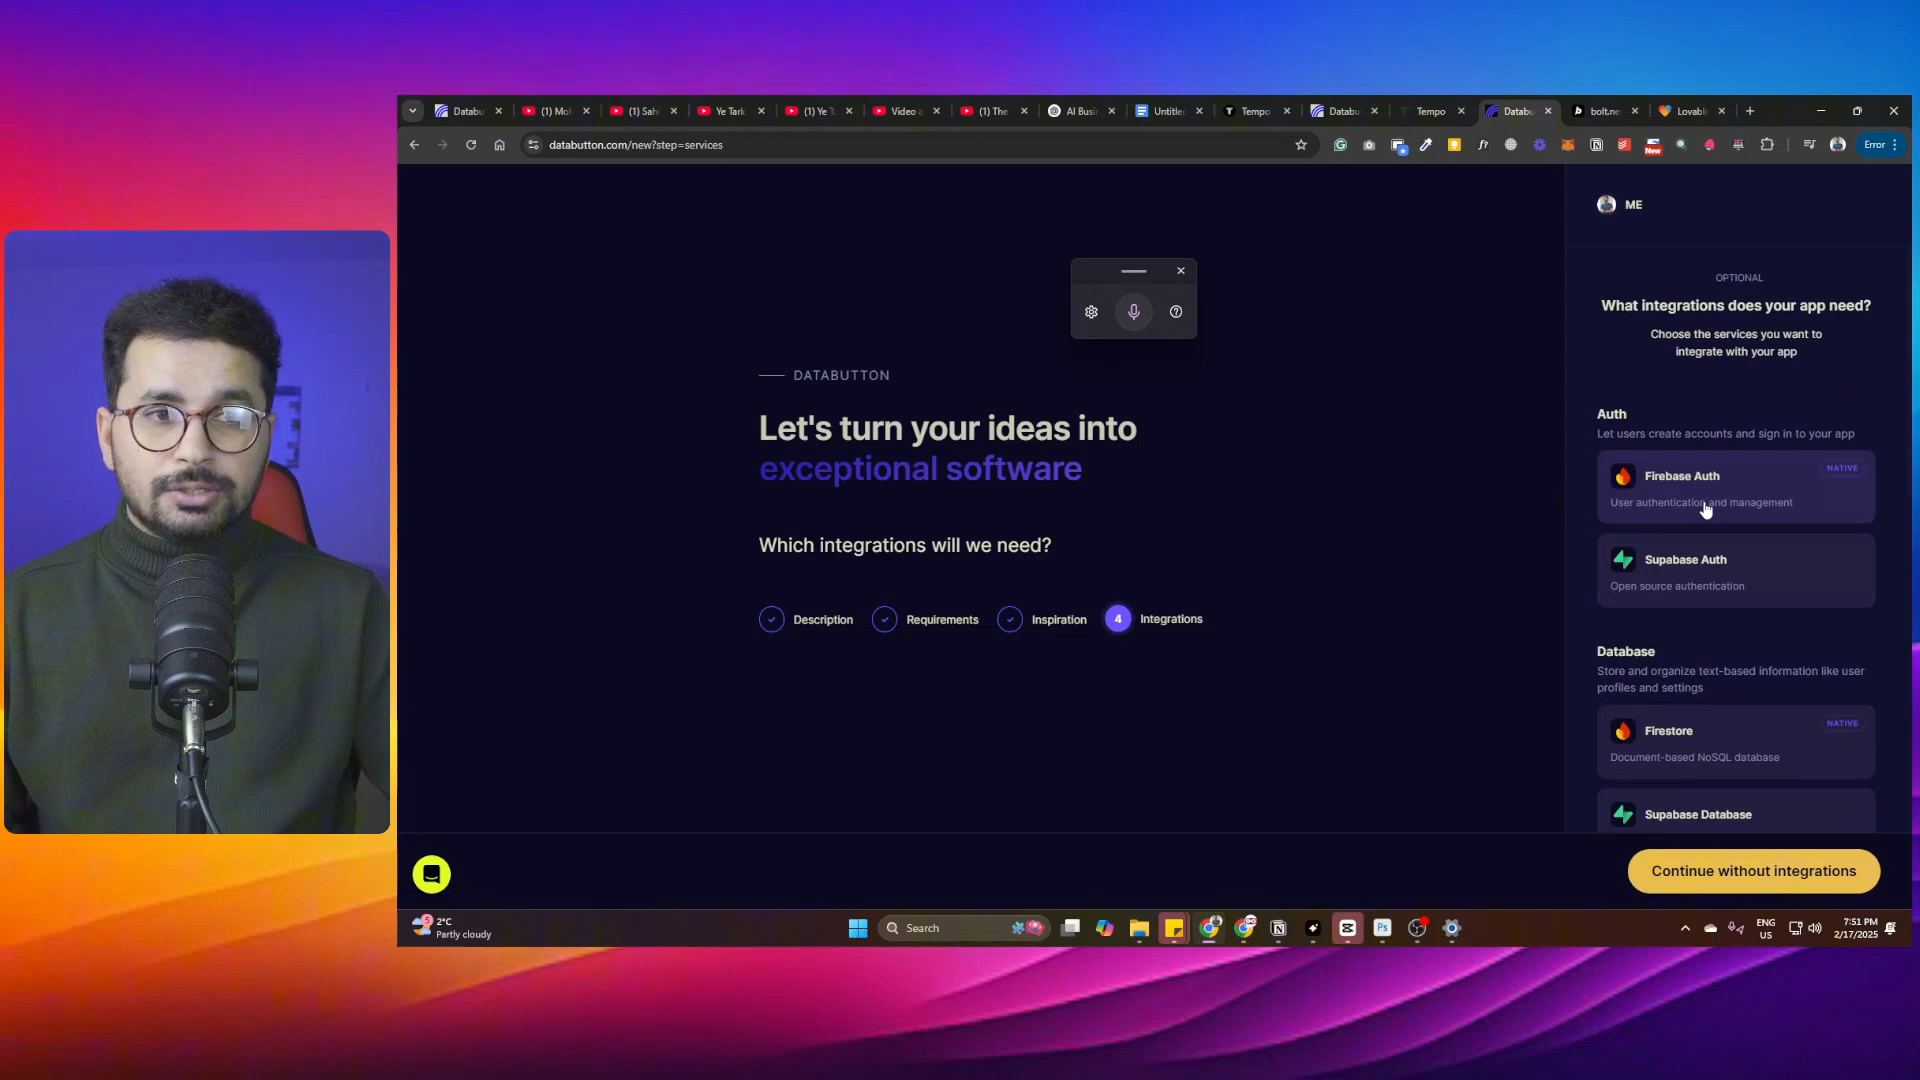 Databu
(1) Mo
(1) Sah
Ye Tark
(1) Ye T
Video a
(1) The
AI Busi
Untitle
Tempo
Databu
Tempo
Databu
bolt.ne
Lovable
databutton.com/new?step=services
New
Error
ME
OPTIONAL
What integrations does your app need?
Choose the services you want to
integrate with your app
DATABUTTON
Let's turn your ideas into
exceptional software
Which integrations will we need?
Description
Requirements
Inspiration
4
Integrations
Auth
Let users create accounts and sign in to your app
Firebase Auth
NATIVE
User authentication and management
Supabase Auth
Open source authentication
Database
Store and organize text-based information like user
profiles and settings
Firestore
NATIVE
Document-based NoSQL database
Supabase Database
Continue without integrations
5
2°C
Partly cloudy
Search
Ps
ENG
US
7:51 PM
2/17/2025